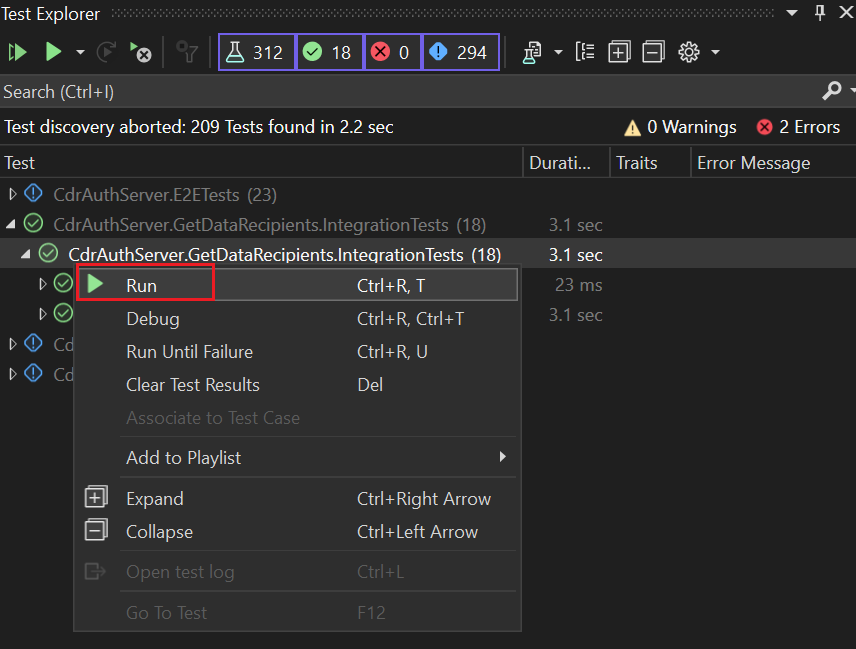 Test Explorer
312 18 0 294
Search (Ctrl+I)
Test discovery aborted: 209 Tests found in 2.2 sec 0 Warnings 2 Errors
Test Durati... Traits Error Message
CdrAuthServer.E2ETests (23)
CdrAuthServer.GetDataRecipients.IntegrationTests (18) 3.1 sec
CdrAuthServer.GetDataRecipients.IntegrationTests (18) 3.1 sec
Run Ctrl+R, T 23 ms
Debug Ctrl+R, Ctrl+T 3.1 sec
Cd Run Until Failure Ctrl+R, U
Cd Clear Test Results Del
Associate to Test Case
Add to Playlist
Expand Ctrl+Right Arrow
Collapse Ctrl+Left Arrow
Open test log Ctrl+L
Go To Test F12